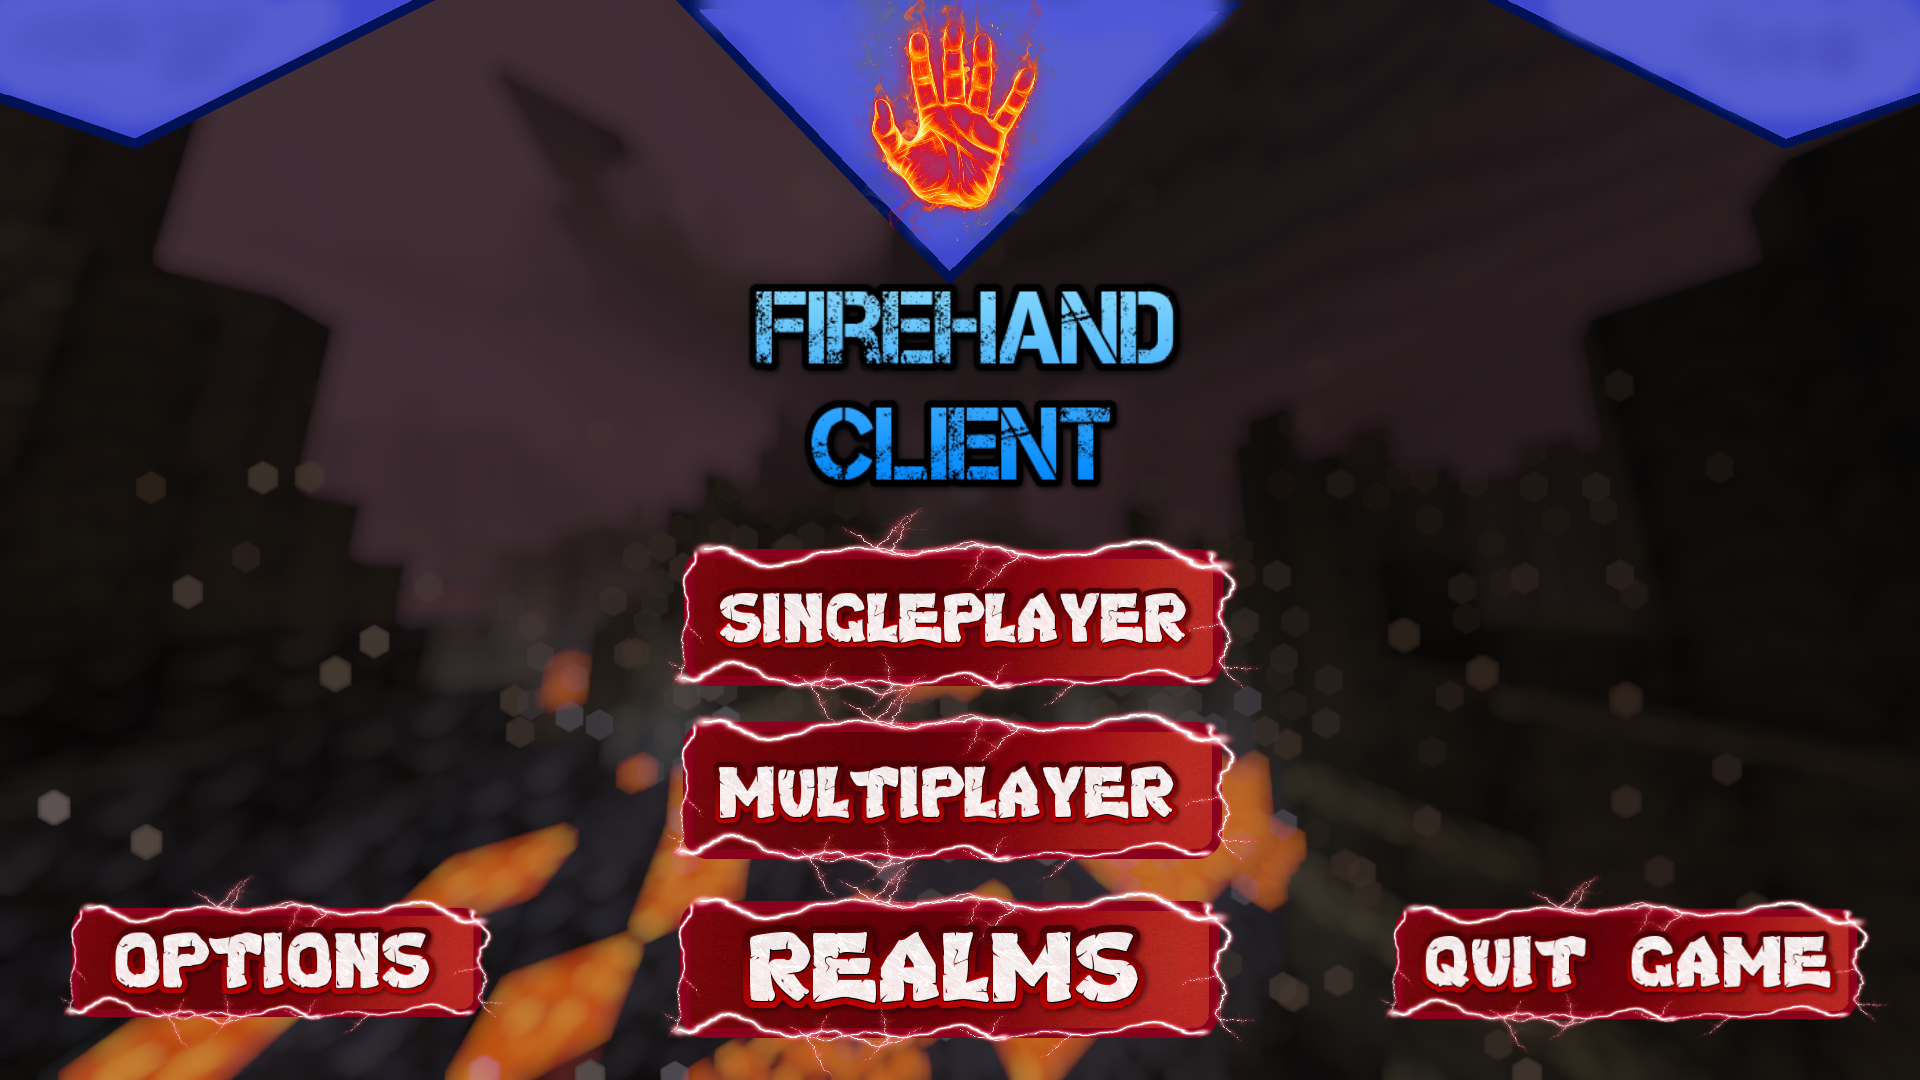 FIREHAND
CLIENT
SINGLEPLAYER
MULTIPLAYER
OPTIONS
REALMS
QUIT GAME